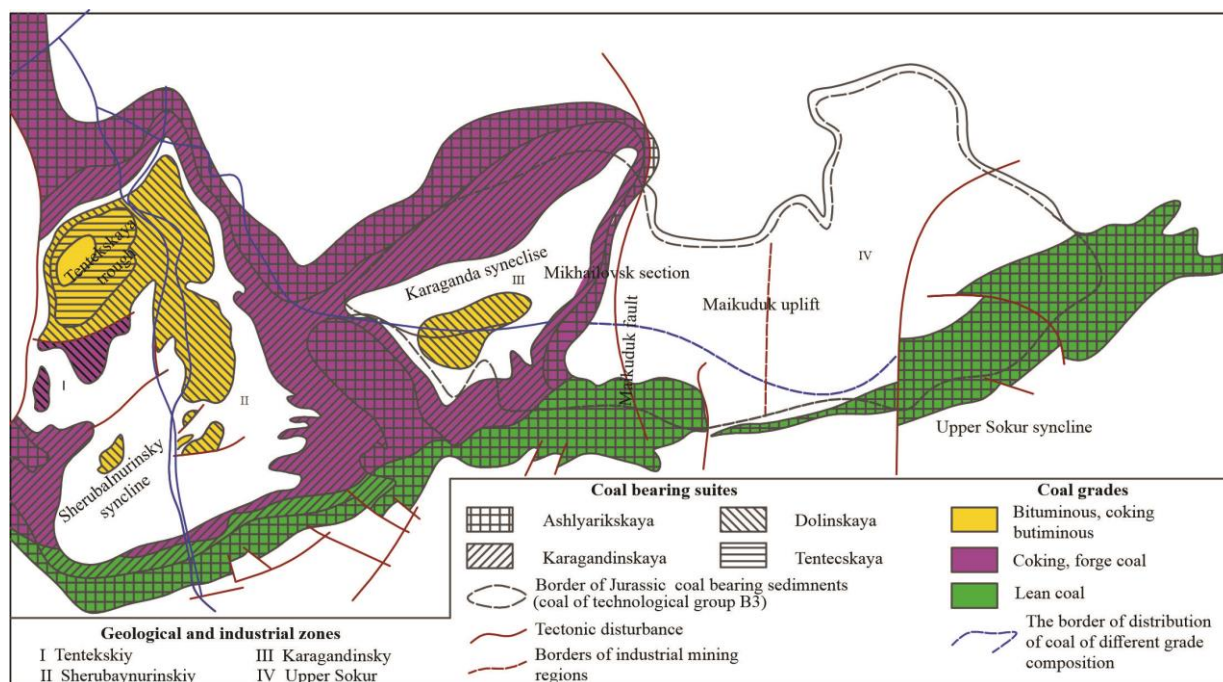 Tentekskaya
trough
Karaganda syneclise
III
Mikhailovsk section
Maikuduk fault
Maikuduk uplift
IV
I
II
Sherubalnurinsky
syncline
Upper Sokur syncline
Coal bearing suites
Ashlyarikskaya
Dolinskaya
Karagandinskaya
Tentecskaya
Border of Jurassic coal bearing sedimnents
(coal of technological group B3)
Tectonic disturbance
Borders of industrial mining
regions
Coal grades
Bituminous, coking
butiminous
Coking, forge coal
Lean coal
The border of distribution
of coal of different grade
composition
Geological and industrial zones
I Tentekskiy
II Sherubaynurinskiy
III Karagandinsky
IV Upper Sokur